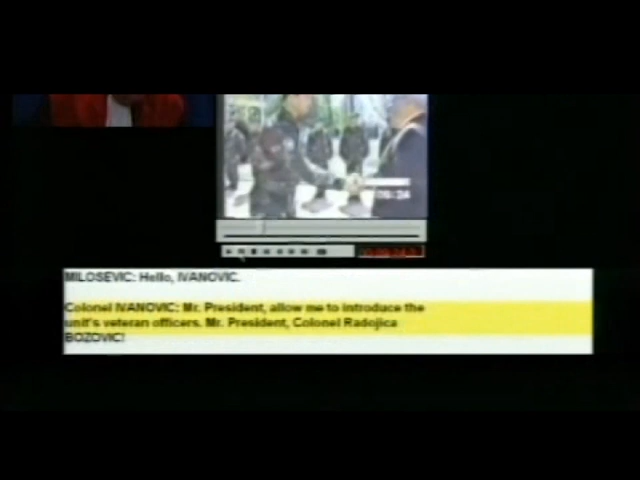 MILOSEVIC: Hello, IVANOVIC.
Colonel IVANOVIC: Mr. President, allow me to introduce the
unit's veteran officers. Mr. President, Colonel Radojica
BOZOVIC!